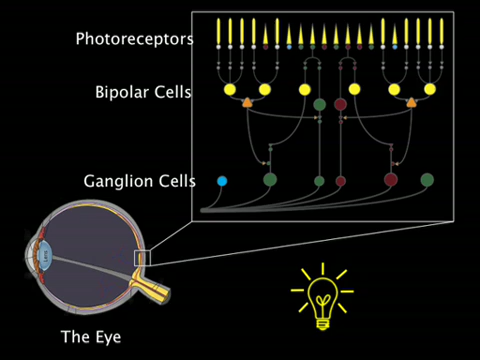 Photoreceptors
Bipolar Cells
Ganglion Cells
Lens
The Eye